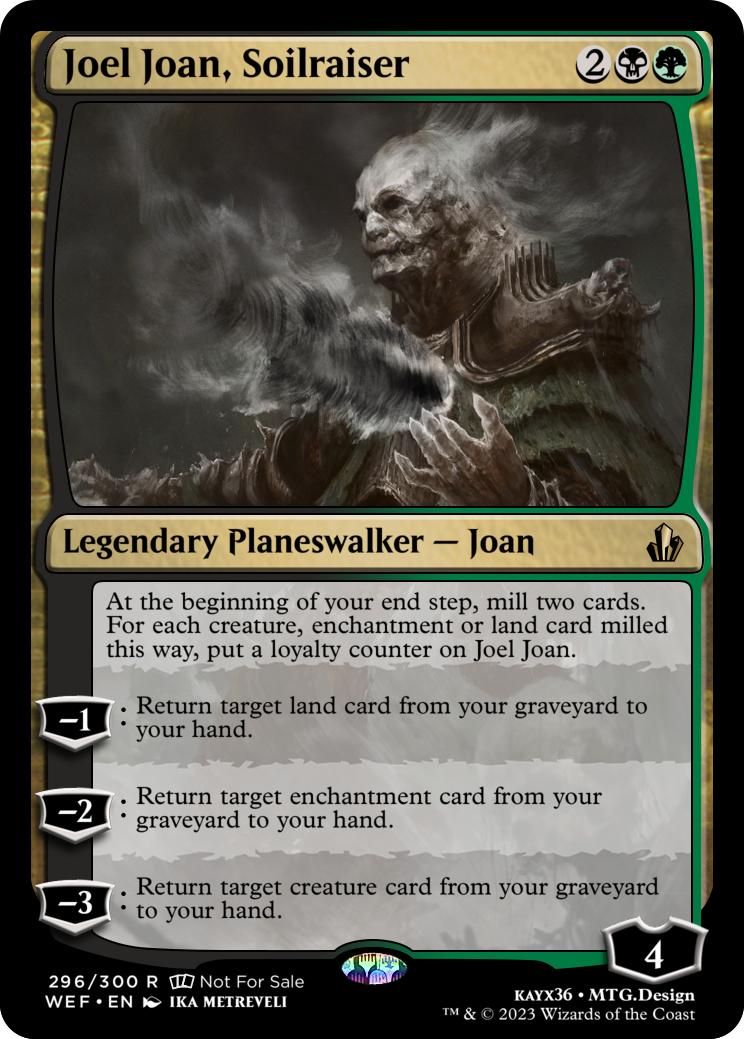 Joel Joan, Soilraiser 2
Legendary Planeswalker — Joan
At the beginning of your end step, mill two cards.
For each creature, enchantment or land card milled
this way, put a loyalty counter on Joel Joan.
−1 : Return target land card from your graveyard to
your hand.
−2 : Return target enchantment card from your
graveyard to your hand.
−3 : Return target creature card from your graveyard
to your hand.
4
296/300 R Not For Sale
WEF • EN IKA METREVELI
KAYX36 • MTG.Design
™ & © 2023 Wizards of the Coast